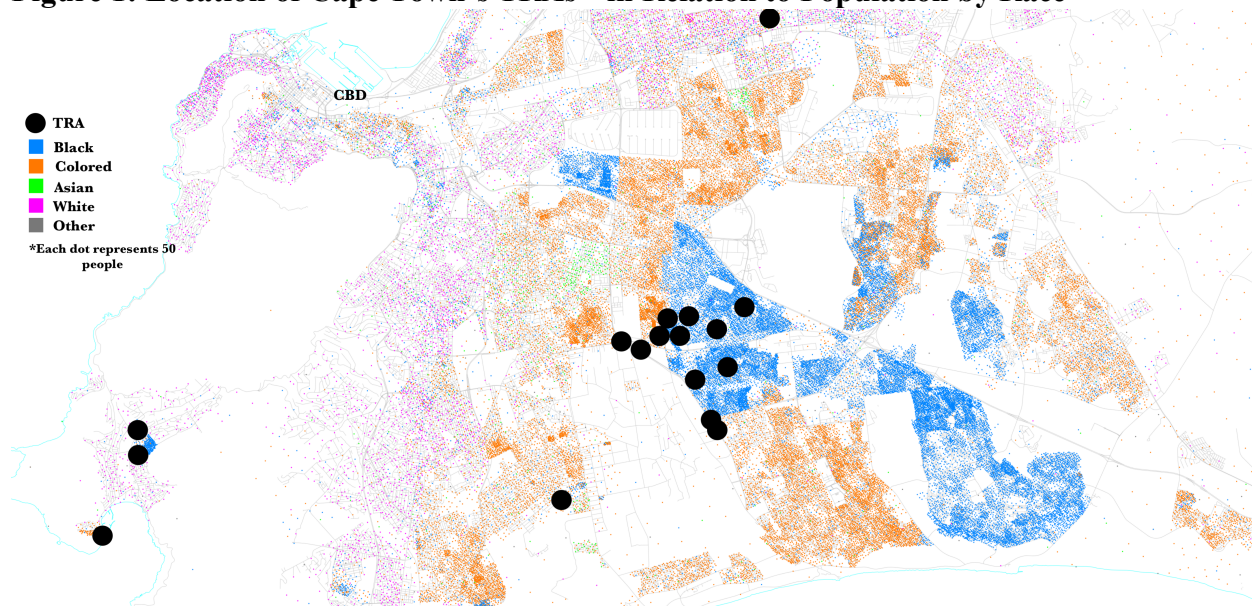 Figure 1: Location of Cape Town's TRAs in Relation to Population by Race
CBD
TRA
Black
Colored
Asian
White
Other
*Each dot represents 50
people